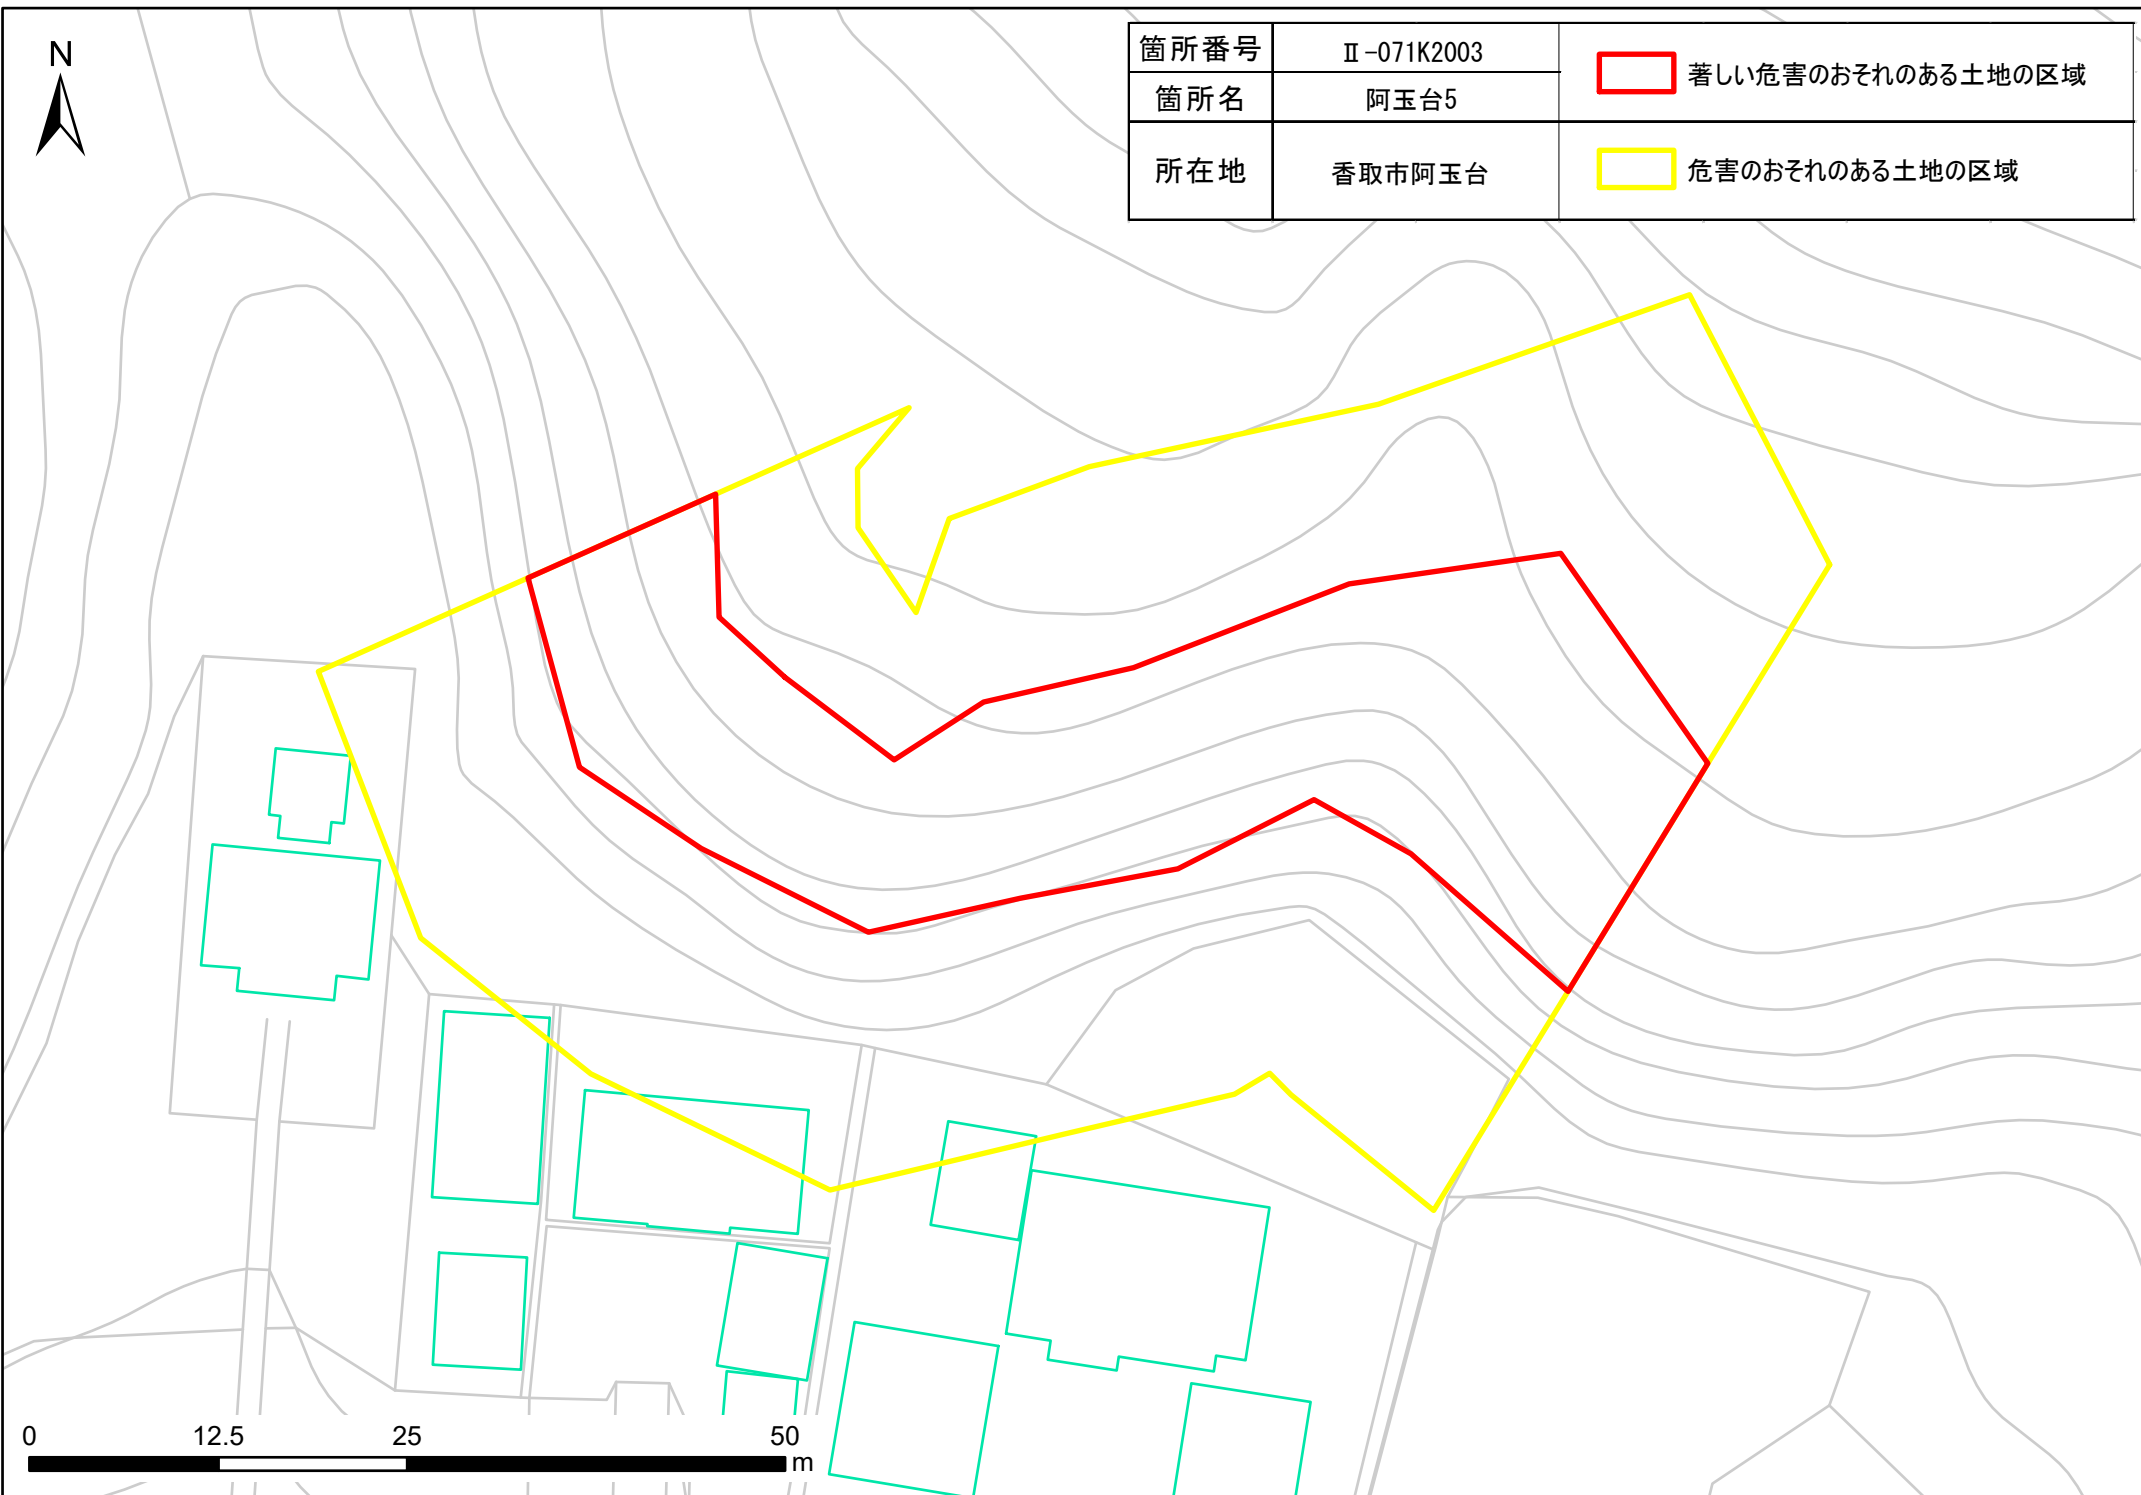 N
箇所番号 Ⅱ-071K2003
著しい危害のおそれのある土地の区域
箇所名 阿玉台5
所在地 香取市阿玉台
危害のおそれのある土地の区域
0 12.5 25 50
m